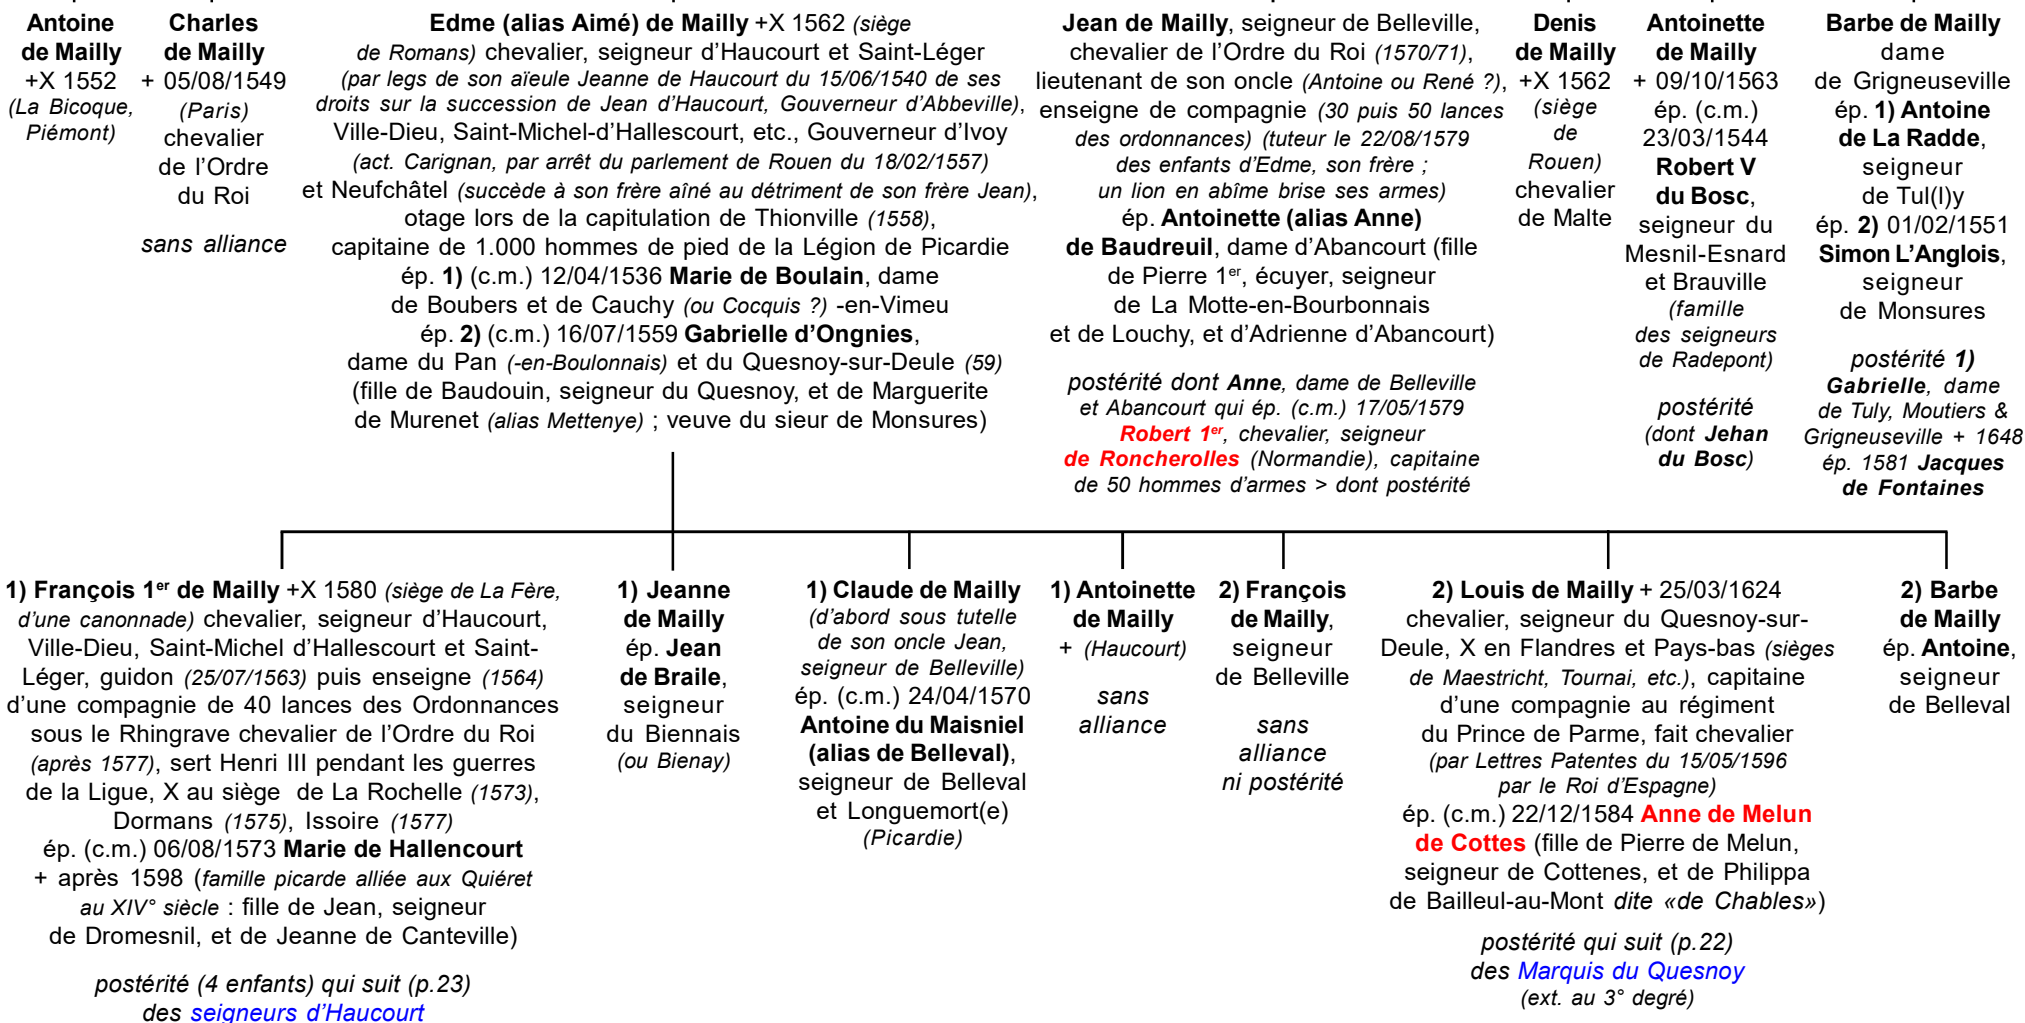 Antoine
de Mailly
+X 1552
(La Bicoque,
Piémont)
Charles
de Mailly
+ 05/08/1549
(Paris)
chevalier
de l’Ordre
du Roi
sans alliance
Edme (alias Aimé) de Mailly +X 1562 (siège
de Romans) chevalier, seigneur d’Haucourt et Saint-Léger
(par legs de son aïeule Jeanne de Haucourt du 15/06/1540 de ses
droits sur la succession de Jean d’Haucourt, Gouverneur d’Abbeville),
Ville-Dieu, Saint-Michel-d’Hallescourt, etc., Gouverneur d’Ivoy
(act. Carignan, par arrêt du parlement de Rouen du 18/02/1557)
et Neufchâtel (succède à son frère aîné au détriment de son frère Jean),
otage lors de la capitulation de Thionville (1558),
capitaine de 1.000 hommes de pied de la Légion de Picardie
ép. 1) (c.m.) 12/04/1536 Marie de Boulain, dame
de Boubers et de Cauchy (ou Cocquis ?) -en-Vimeu
ép. 2) (c.m.) 16/07/1559 Gabrielle d’Ongnies,
dame du Pan (-en-Boulonnais) et du Quesnoy-sur-Deule (59)
(fille de Baudouin, seigneur du Quesnoy, et de Marguerite
de Murenet (alias Mettenye) ; veuve du sieur de Monsures)
Jean de Mailly, seigneur de Belleville,
chevalier de l’Ordre du Roi (1570/71),
lieutenant de son oncle (Antoine ou René ?),
enseigne de compagnie (30 puis 50 lances
des ordonnances) (tuteur le 22/08/1579
des enfants d’Edme, son frère ;
un lion en abîme brise ses armes)
ép. Antoinette (alias Anne)
de Baudreuil, dame d’Abancourt (fille
de Pierre 1er, écuyer, seigneur
de La Motte-en-Bourbonnais
et de Louchy, et d’Adrienne d’Abancourt)
postérité dont Anne, dame de Belleville
et Abancourt qui ép. (c.m.) 17/05/1579
Robert 1er, chevalier, seigneur
de Roncherolles (Normandie), capitaine
de 50 hommes d’armes > dont postérité
Denis
de Mailly
+X 1562
(siège
de
Rouen)
chevalier
de Malte
Antoinette
de Mailly
+ 09/10/1563
ép. (c.m.)
23/03/1544
Robert V
du Bosc,
seigneur du
Mesnil-Esnard
et Brauville
(famille
des seigneurs
de Radepont)
postérité
(dont Jehan
du Bosc)
Barbe de Mailly
dame
de Grigneuseville
ép. 1) Antoine
de La Radde,
seigneur
de Tul(l)y
ép. 2) 01/02/1551
Simon L’Anglois,
seigneur
de Monsures
postérité 1)
Gabrielle, dame
de Tuly, Moutiers &
Grigneuseville + 1648
ép. 1581 Jacques
de Fontaines
1) François 1er de Mailly +X 1580 (siège de La Fère,
d’une canonnade) chevalier, seigneur d’Haucourt,
Ville-Dieu, Saint-Michel d’Hallescourt et Saint-
Léger, guidon (25/07/1563) puis enseigne (1564)
d’une compagnie de 40 lances des Ordonnances
sous le Rhingrave chevalier de l’Ordre du Roi
(après 1577), sert Henri III pendant les guerres
de la Ligue, X au siège de La Rochelle (1573),
Dormans (1575), Issoire (1577)
ép. (c.m.) 06/08/1573 Marie de Hallencourt
+ après 1598 (famille picarde alliée aux Quiéret
au XIV° siècle : fille de Jean, seigneur
de Dromesnil, et de Jeanne de Canteville)
postérité (4 enfants) qui suit (p.23)
des seigneurs d’Haucourt
1) Jeanne
de Mailly
ép. Jean
de Braile,
seigneur
du Biennais
(ou Bienay)
1) Claude de Mailly
(d’abord sous tutelle
de son oncle Jean,
seigneur de Belleville)
ép. (c.m.) 24/04/1570
Antoine du Maisniel
(alias de Belleval),
seigneur de Belleval
et Longuemort(e)
(Picardie)
1) Antoinette
de Mailly
+ (Haucourt)
sans
alliance
2) François
de Mailly,
seigneur
de Belleville
sans
alliance
ni postérité
2) Louis de Mailly + 25/03/1624
chevalier, seigneur du Quesnoy-sur-
Deule, X en Flandres et Pays-bas (sièges
de Maestricht, Tournai, etc.), capitaine
d’une compagnie au régiment
du Prince de Parme, fait chevalier
(par Lettres Patentes du 15/05/1596
par le Roi d’Espagne)
ép. (c.m.) 22/12/1584 Anne de Melun
de Cottes (fille de Pierre de Melun,
seigneur de Cottenes, et de Philippa
de Bailleul-au-Mont dite «de Chables»)
postérité qui suit (p.22)
des Marquis du Quesnoy
(ext. au 3° degré)
2) Barbe
de Mailly
ép. Antoine,
seigneur
de Belleval